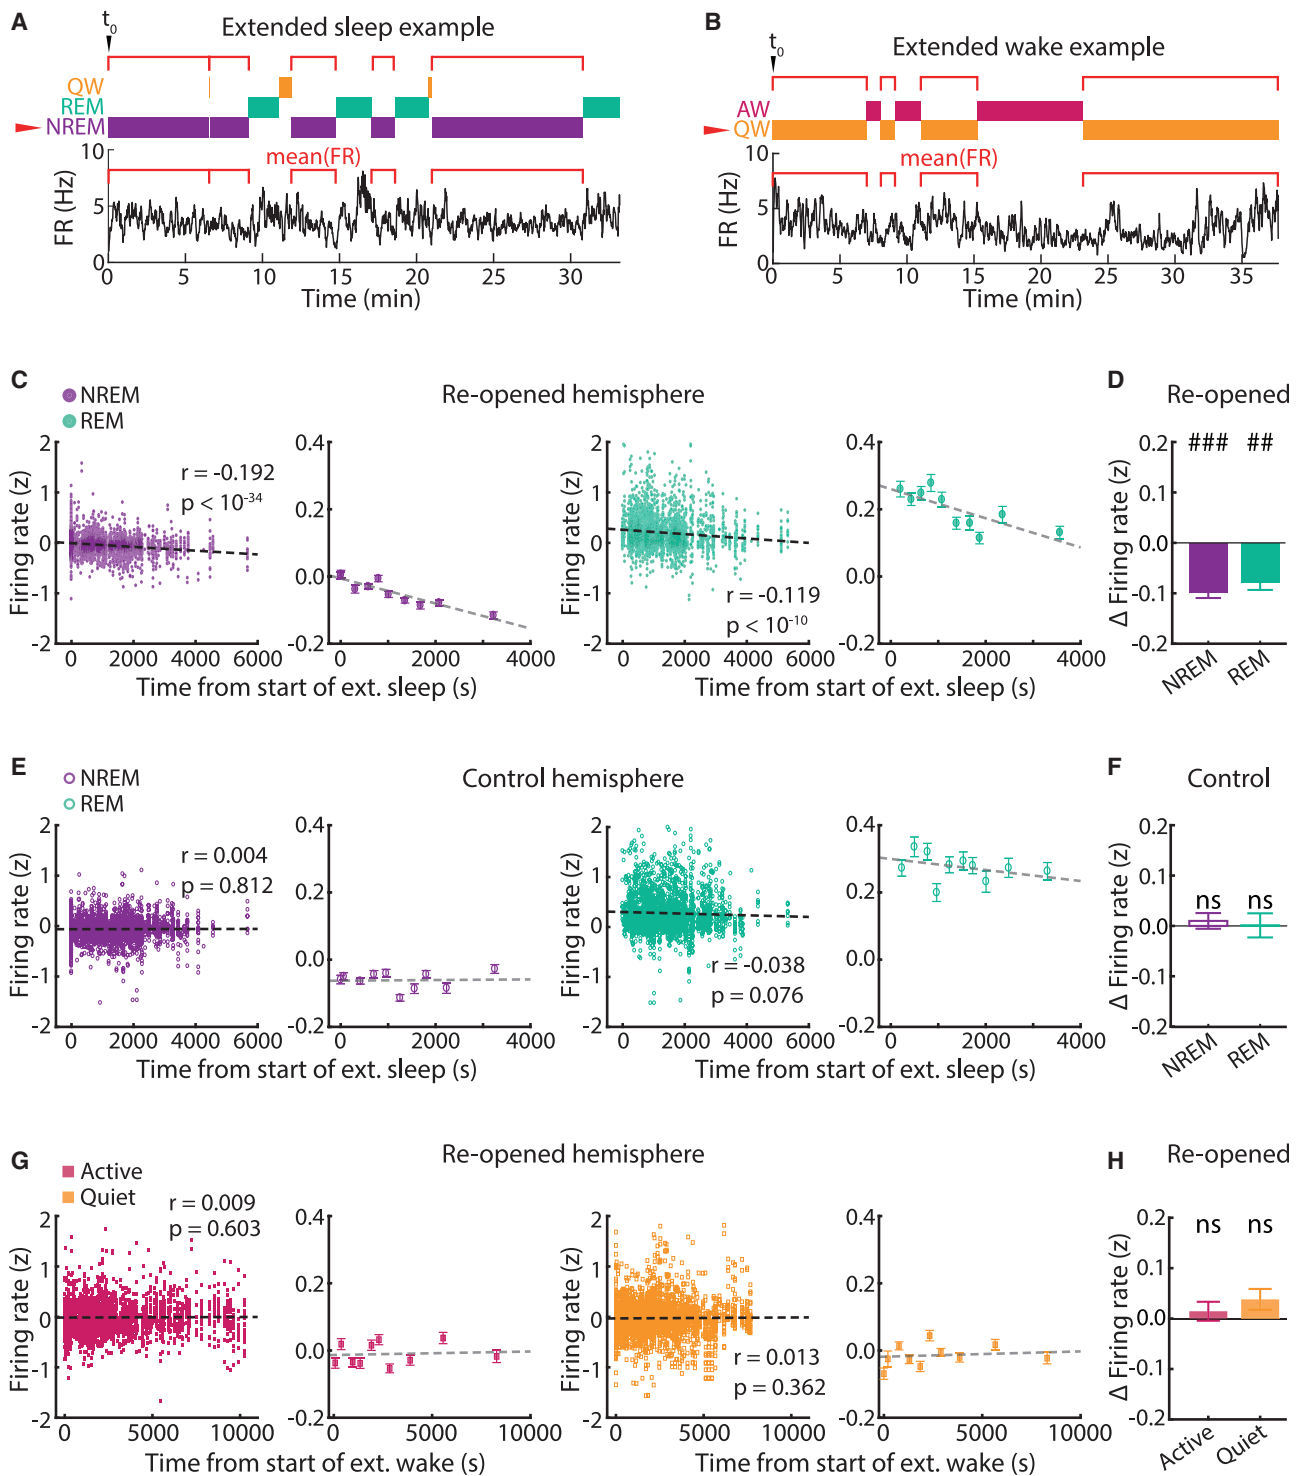 A
t0
Extended sleep example
QW
REM
NREM
mean(FR)
10
5
0
FR (Hz)
0 5 10 15 20 25 30
Time (min)
B
t0
Extended wake example
AW
QW
mean(FR)
10
5
0
FR (Hz)
0 5 10 15 20 25 30 35
Time (min)
C
NREM
REM
Re-opened hemisphere
Firing rate (z)
2
1
0
-1
-2
r = -0.192
p < 10-34
0 2000 4000 6000
0.4
0.2
0.0
-0.2
0 2000 4000
Time from start of ext. sleep (s)
Firing rate (z)
2
1
0
-1
-2
r = -0.119
p < 10-10
0 2000 4000 6000
0.4
0.2
0.0
-0.2
0 2000 4000
Time from start of ext. sleep (s)
D
Re-opened
Δ Firing rate (z)
0.2
0.1
0.0
-0.1
-0.2
### ##
NREM REM
E
NREM
REM
Control hemisphere
Firing rate (z)
2
1
0
-1
-2
r = 0.004
p = 0.812
0 2000 4000 6000
0.4
0.2
0.0
-0.2
0 2000 4000
Time from start of ext. sleep (s)
Firing rate (z)
2
1
0
-1
-2
r = -0.038
p = 0.076
0 2000 4000 6000
0.4
0.2
0.0
-0.2
0 2000 4000
Time from start of ext. sleep (s)
F
Control
Δ Firing rate (z)
0.2
0.1
0.0
-0.1
-0.2
ns ns
NREM REM
G
Active
Quiet
Re-opened hemisphere
Firing rate (z)
2
1
0
-1
-2
r = 0.009
p = 0.603
0 5000 10000
0.4
0.2
0.0
-0.2
0 5000 10000
Time from start of ext. wake (s)
Firing rate (z)
2
1
0
-1
-2
r = 0.013
p = 0.362
0 5000 10000
0.4
0.2
0.0
-0.2
0 5000 10000
Time from start of ext. wake (s)
H
Re-opened
Δ Firing rate (z)
0.2
0.1
0.0
-0.1
-0.2
ns ns
Active Quiet